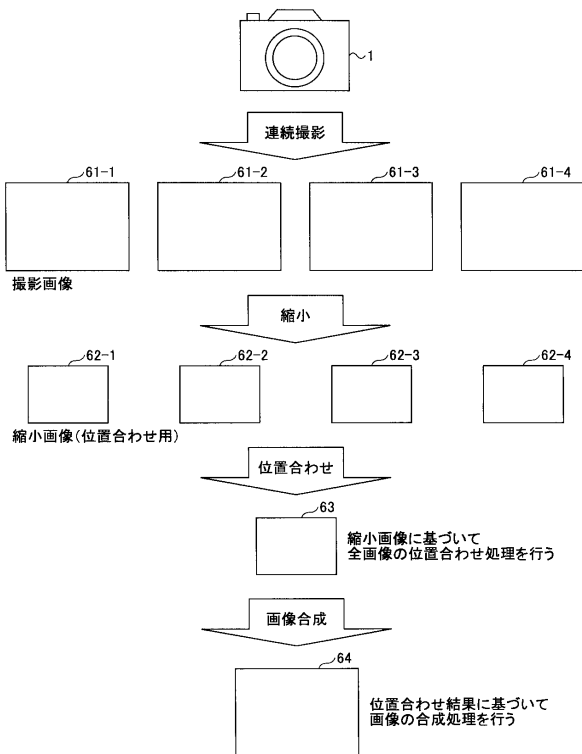 1
連続撮影
61-1
61-2
61-3
61-4
撮影画像
縮小
62-1
62-2
62-3
62-4
縮小画像(位置合わせ用)
位置合わせ
63
縮小画像に基づいて
全画像の位置合わせ処理を行う
画像合成
64
位置合わせ結果に基づいて
画像の合成処理を行う